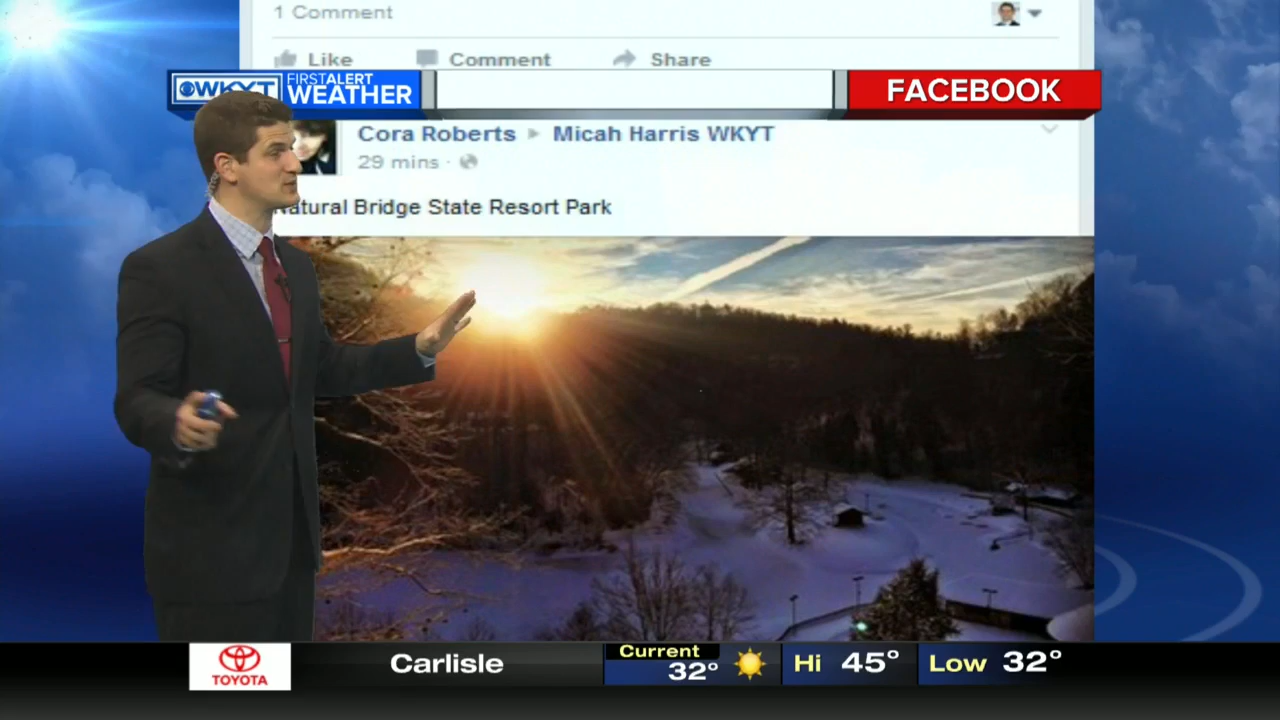 1 Comment
Like Comment Share
WKYT FIRST ALERT WEATHER FACEBOOK
Cora Roberts Micah Harris WKYT
29 mins ·
Natural Bridge State Resort Park
TOYOTA Carlisle Current 32° Hi 45° Low 32°